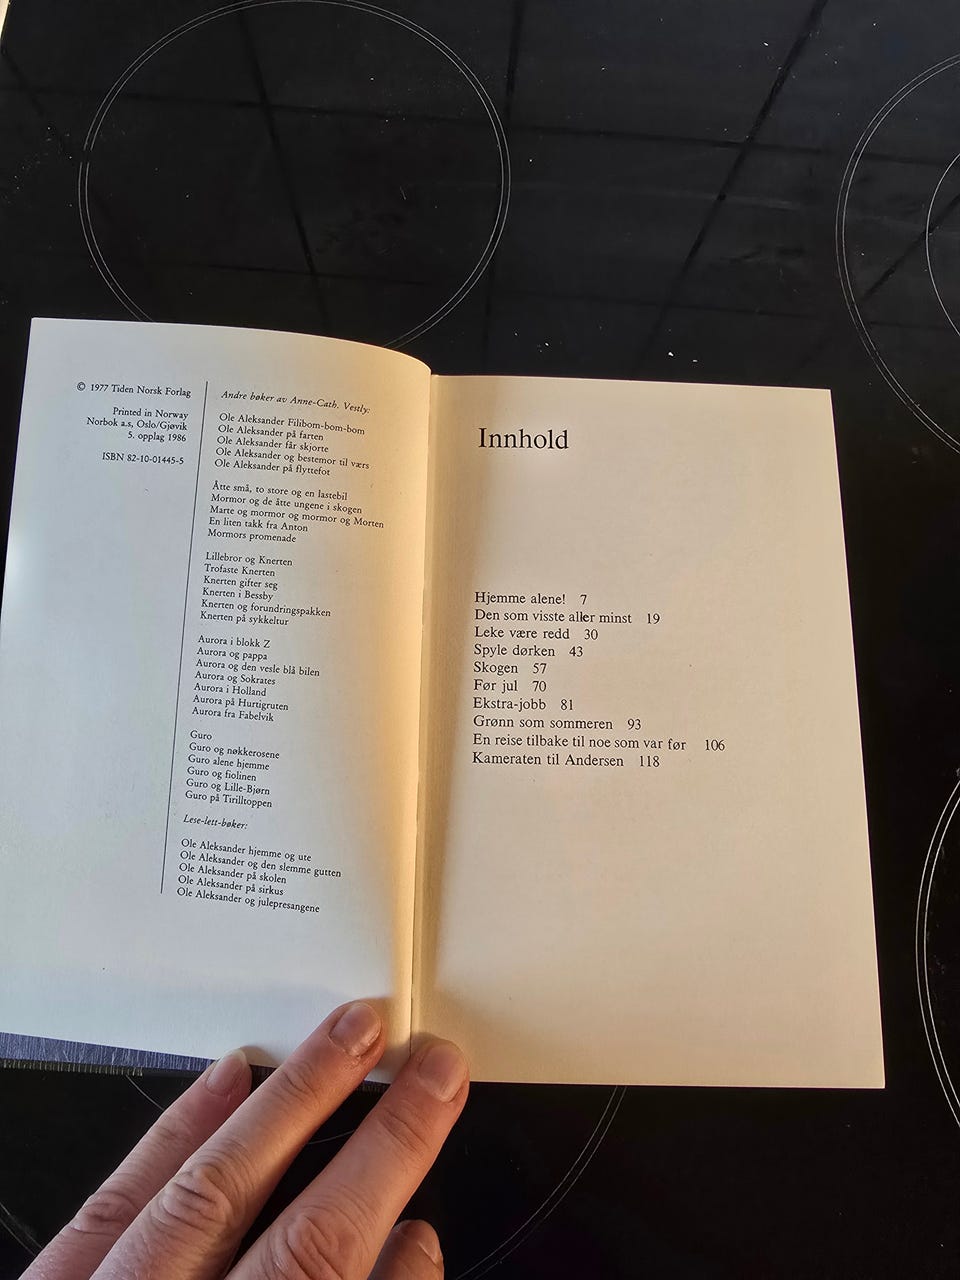 © 1977 Tiden Norsk Forlag
Printed in Norway
Norbok a.s, Oslo/Gjøvik
5. opplag 1986
ISBN 82-10-01445-5
Andre bøker av Anne-Cath. Vestly:
Ole Aleksander Filibom-bom-bom
Ole Aleksander på farten
Ole Aleksander får skjorte
Ole Aleksander og bestemor til værs
Ole Aleksander på flyttefot
Åtte små, to store og en lastebil
Mormor og de åtte ungene i skogen
Marte og mormor og mormor og Morten
En liten takk fra Anton
Mormors promenade
Lillebror og Knerten
Trofaste Knerten
Knerten gifter seg
Knerten i Bessby
Knerten og forundringspakken
Knerten på sykkeltur
Aurora i blokk Z
Aurora og pappa
Aurora og den vesle blå bilen
Aurora og Sokrates
Aurora i Holland
Aurora på Hurtigruten
Aurora fra Fabelvik
Guro
Guro og nøkkerosene
Guro alene hjemme
Guro og fiolinen
Guro og Lille-Bjørn
Guro på Tirilltoppen
Lese-lett-bøker:
Ole Aleksander hjemme og ute
Ole Aleksander og den slemme gutten
Ole Aleksander på skolen
Ole Aleksander på sirkus
Ole Aleksander og julepresangene
Innhold
Hjemme alene! 7
Den som visste aller minst 19
Leke være redd 30
Spyle dørken 43
Skogen 57
Før jul 70
Ekstra-jobb 81
Grønn som sommeren 93
En reise tilbake til noe som var før 106
Kameraten til Andersen 118